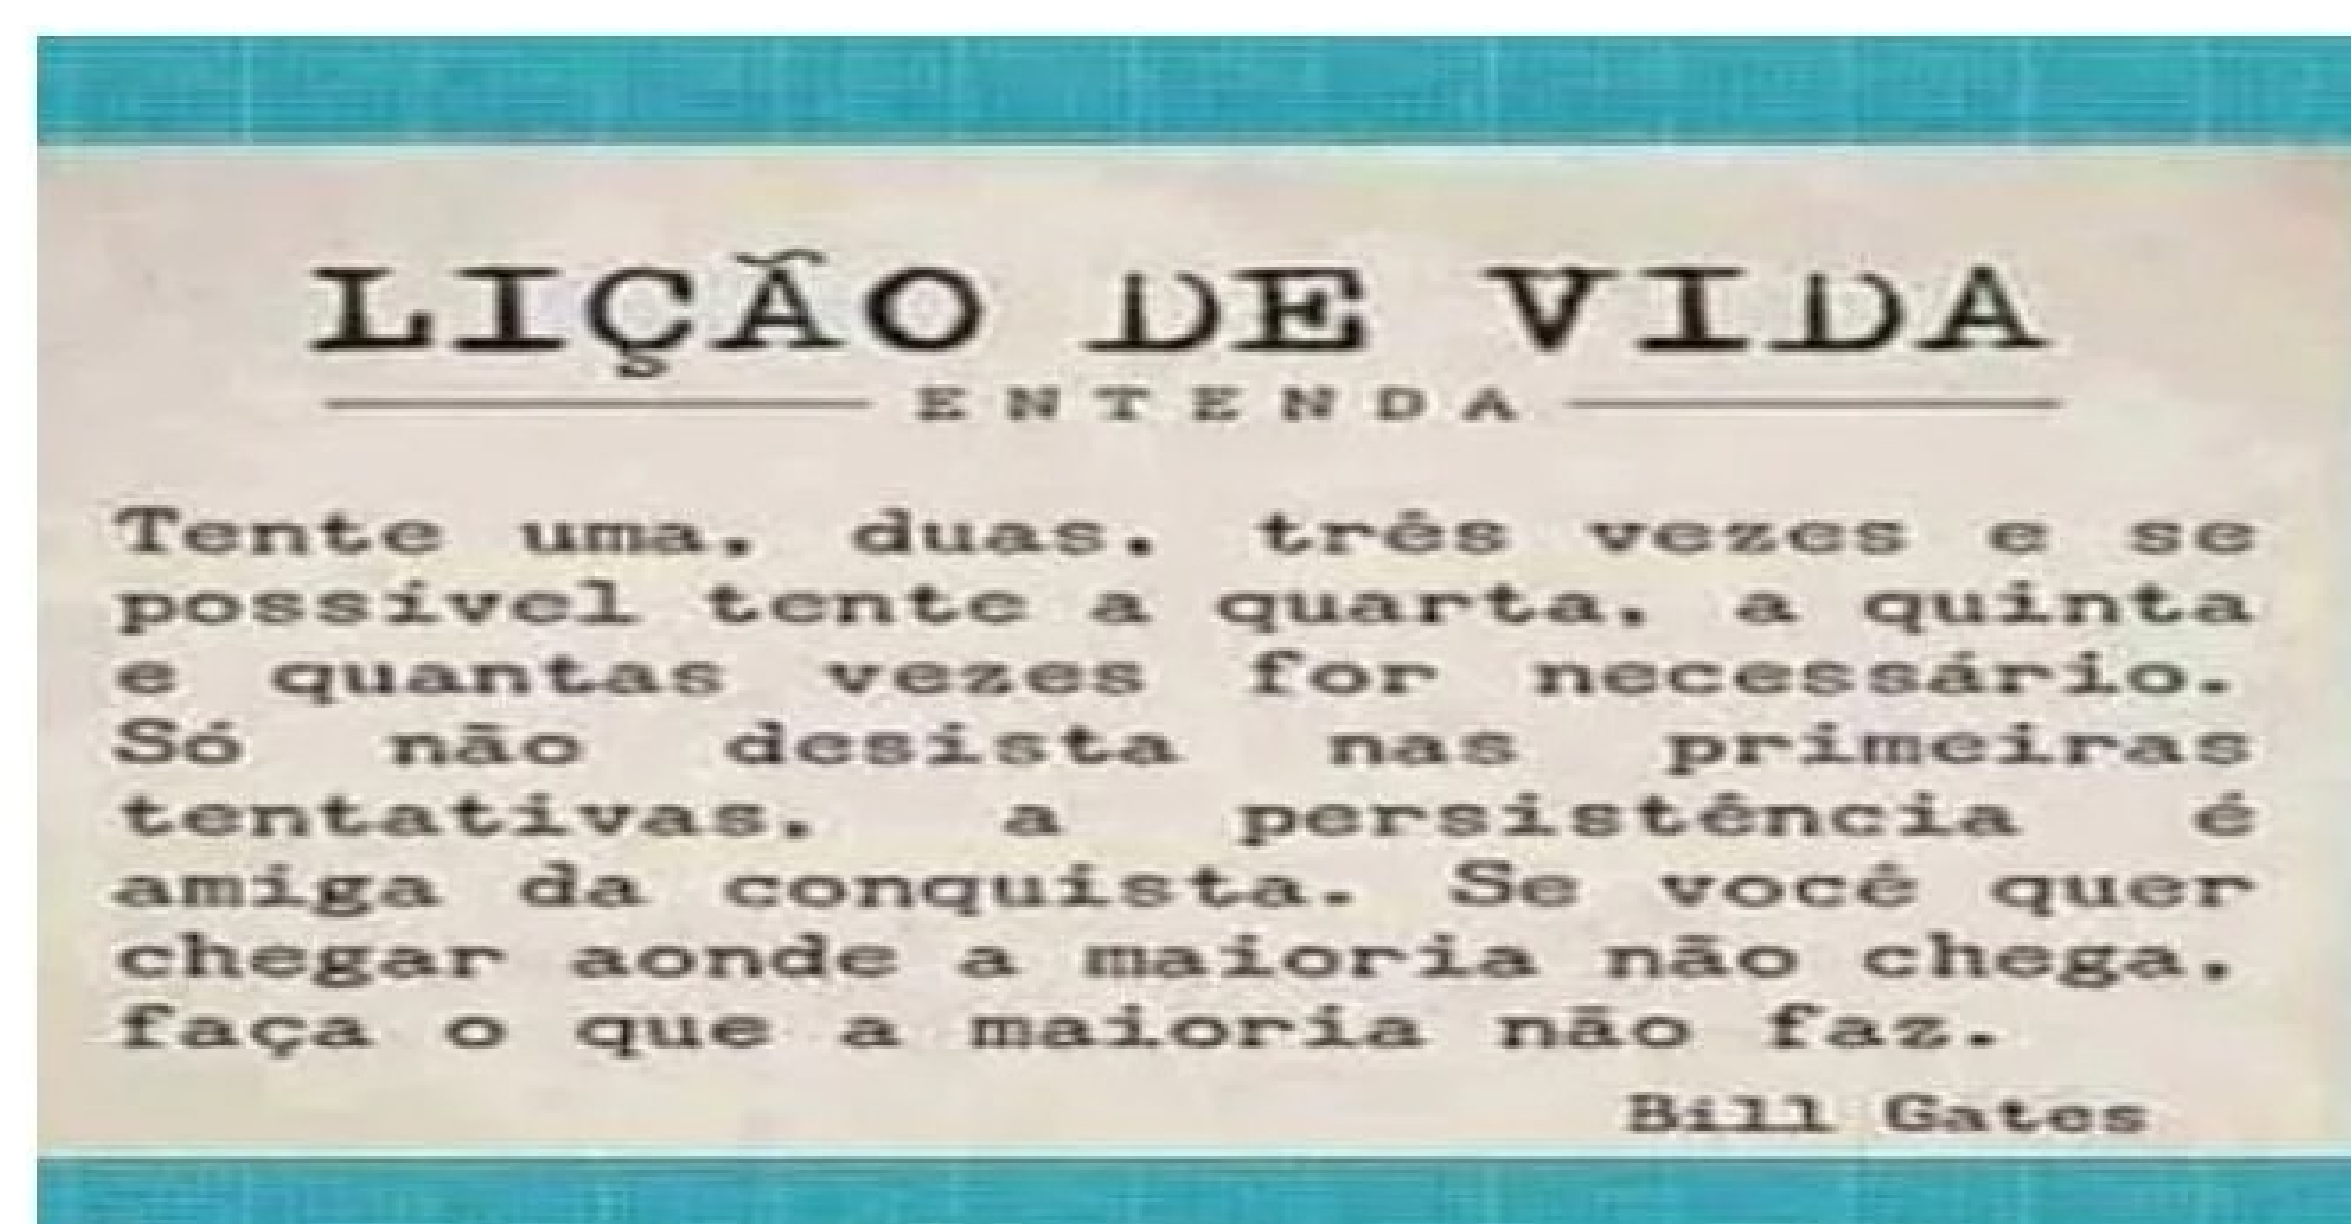 LIÇÃO DE VIDA
ENTENDA
Tente uma, duas, três vezes e se
possível tente a quarta, a quinta
e quantas vezes for necessário.
Só não desista nas primeiras
tentativas, a persistência é
amiga da conquista. Se você quer
chegar aonde a maioria não chega,
faça o que a maioria não faz.
Bill Gates